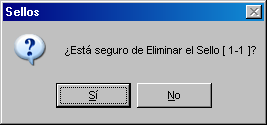 Sellos
¿Está seguro de Eliminar el Sello [ 1-1 ]?
Sí
No